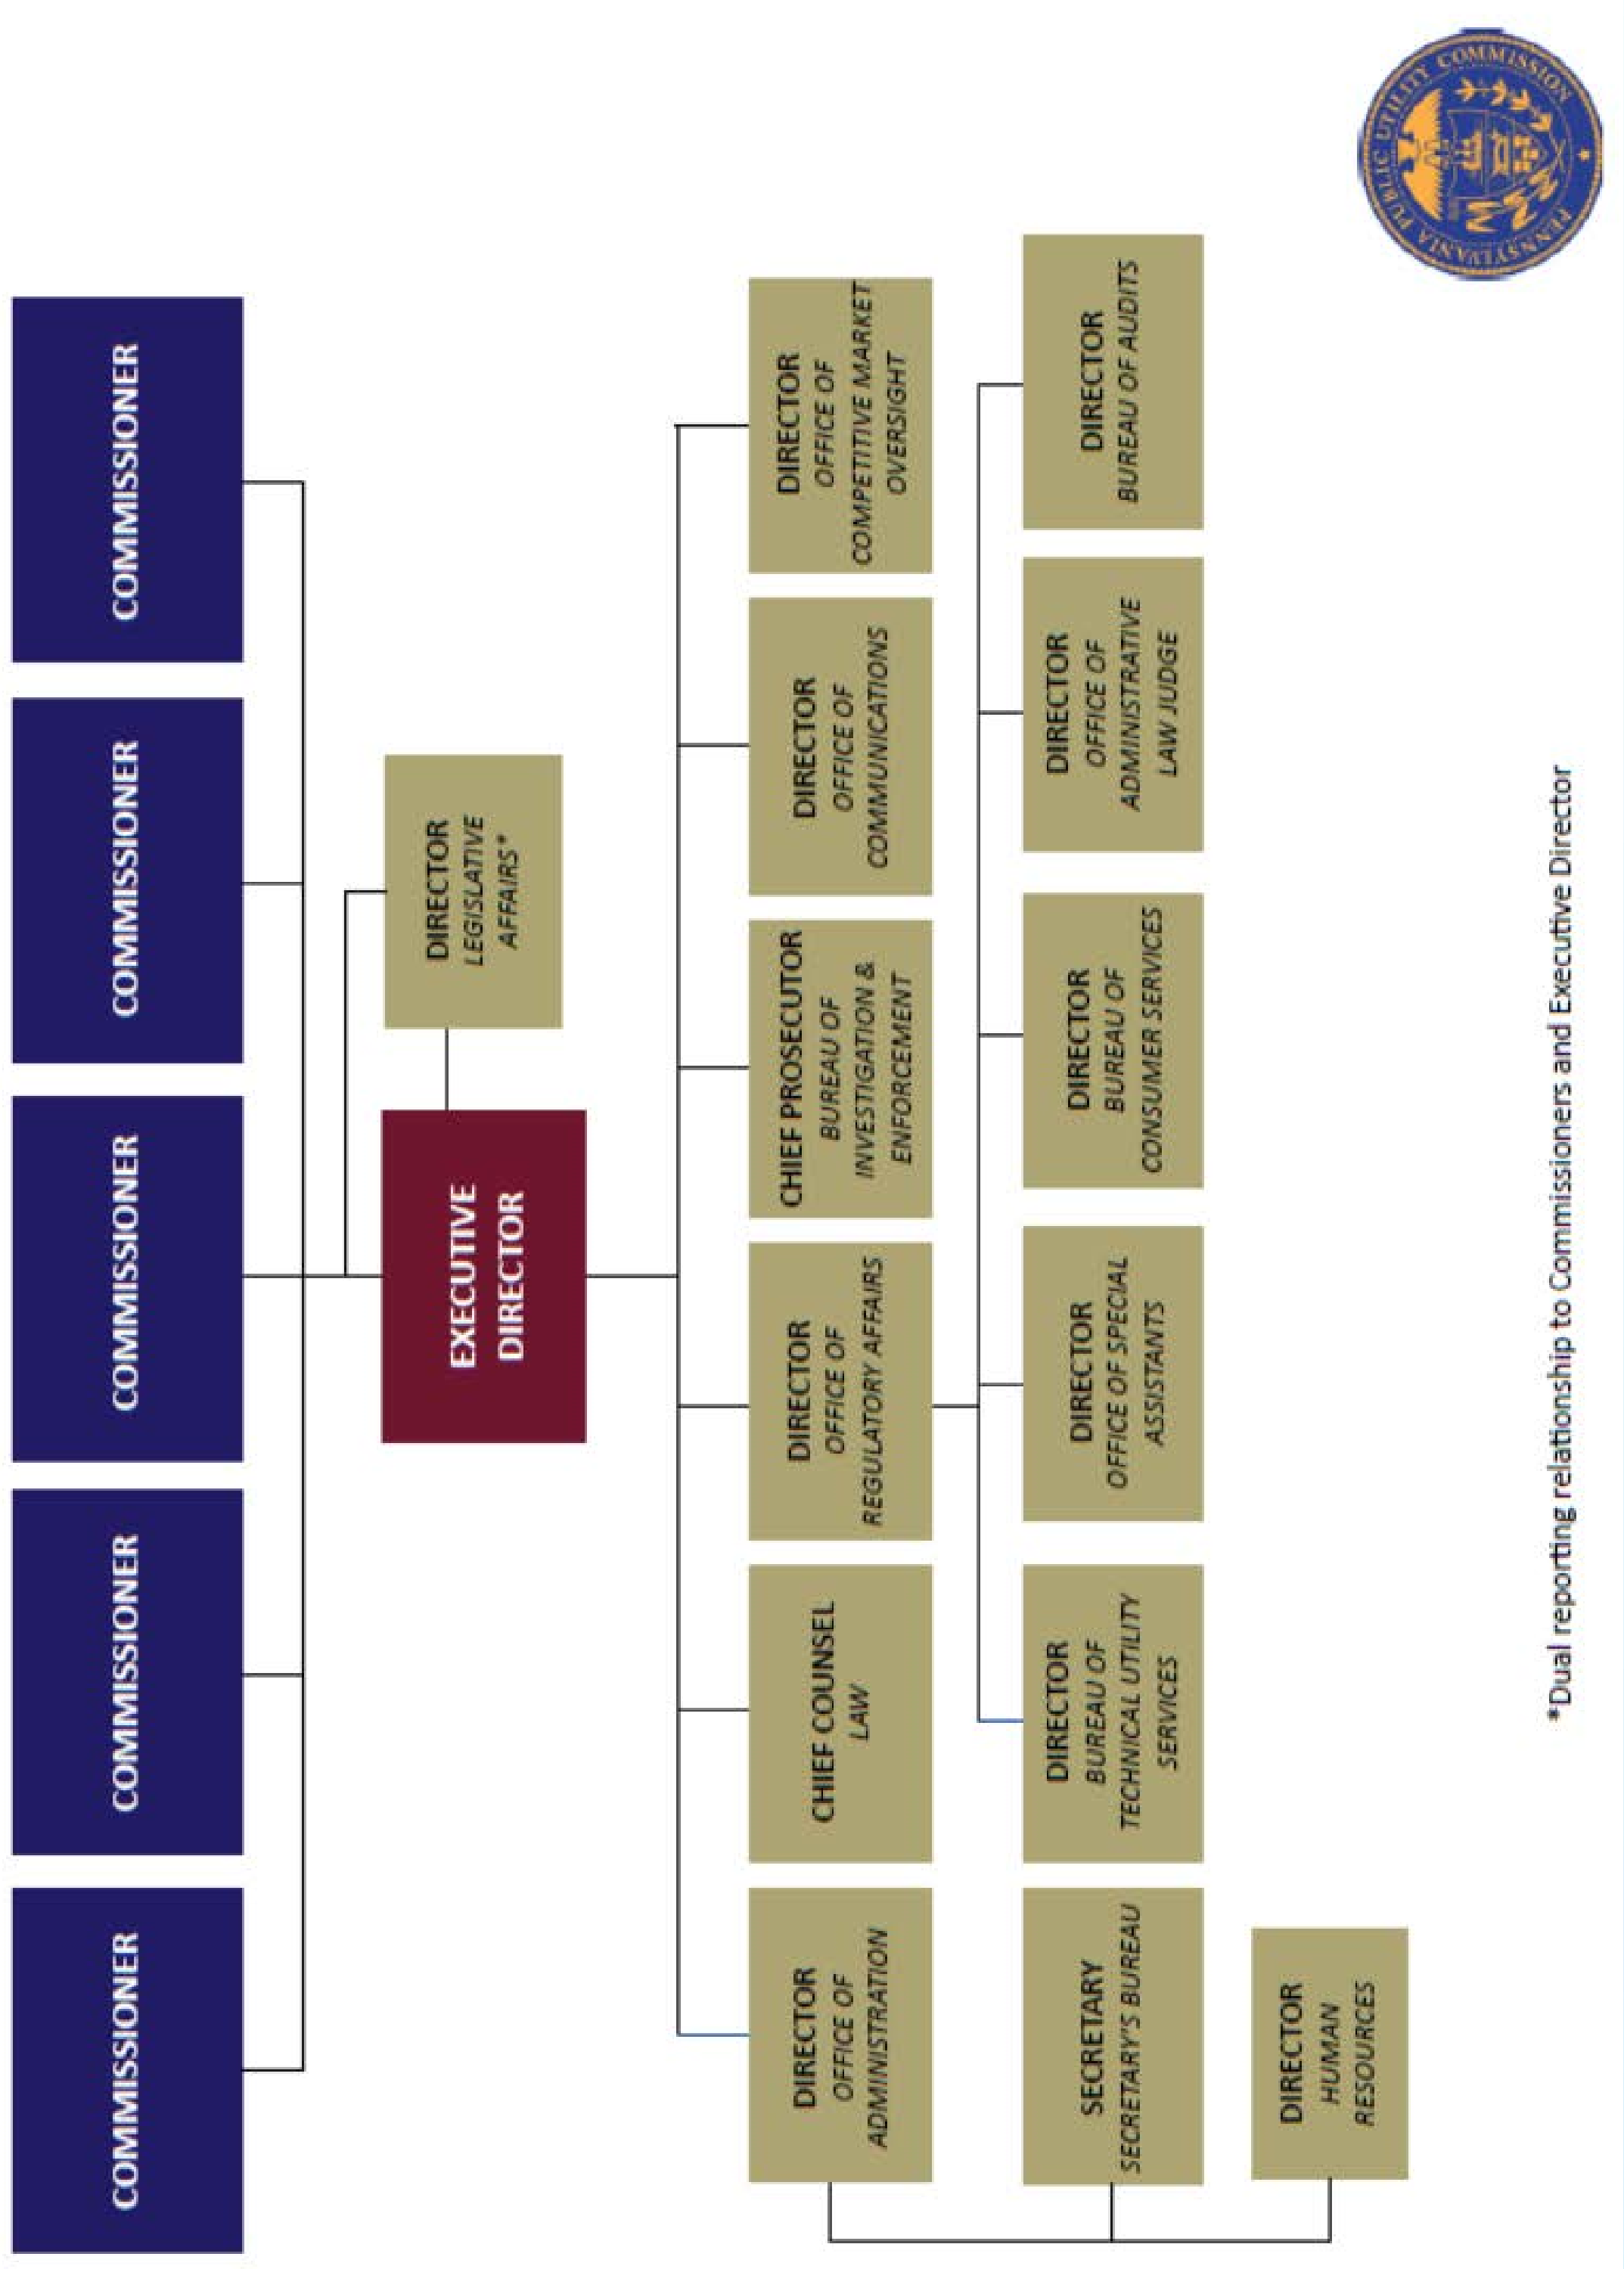 COMMISSIONER
COMMISSIONER
COMMISSIONER
COMMISSIONER
COMMISSIONER
EXECUTIVE
DIRECTOR
DIRECTOR
LEGISLATIVE
AFFAIRS*
DIRECTOR
OFFICE OF
ADMINISTRATION
CHIEF COUNSEL
LAW
DIRECTOR
OFFICE OF
REGULATORY AFFAIRS
CHIEF PROSECUTOR
BUREAU OF
INVESTIGATION &
ENFORCEMENT
DIRECTOR
OFFICE OF
COMMUNICATIONS
DIRECTOR
OFFICE OF
COMPETITIVE MARKET
OVERSIGHT
SECRETARY
SECRETARY'S BUREAU
DIRECTOR
BUREAU OF
TECHNICAL UTILITY
SERVICES
DIRECTOR
OFFICE OF SPECIAL
ASSISTANTS
DIRECTOR
BUREAU OF
CONSUMER SERVICES
DIRECTOR
OFFICE OF
ADMINISTRATIVE
LAW JUDGE
DIRECTOR
BUREAU OF AUDITS
DIRECTOR
HUMAN
RESOURCES
*Dual reporting relationship to Commissioners and Executive Director
PENNSYLVANIA PUBLIC UTILITY COMMISSION